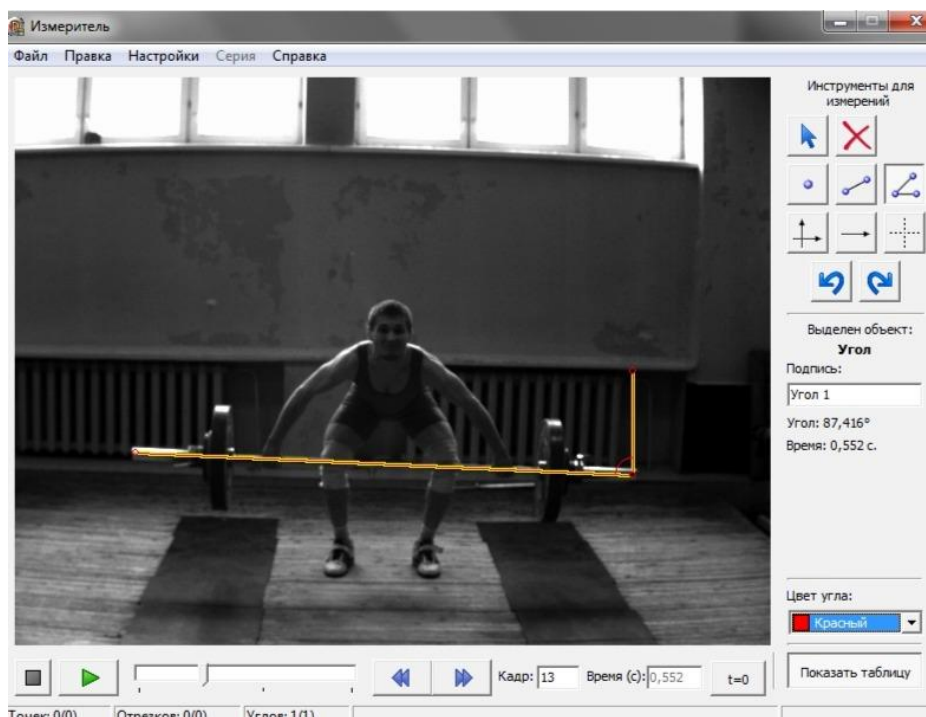 Измеритель
Файл Правка Настройки Серия Справка
Инструменты для
измерений
Выделен объект:
Угол
Подпись:
Угол 1
Угол: 87,416°
Время: 0,552 с.
Цвет угла:
Красный
Кадр: 13 Время (с): 0,552 t=0 Показать таблицу
Точек: 0(0) Отрезков: 0(0) Углов: 1(1)